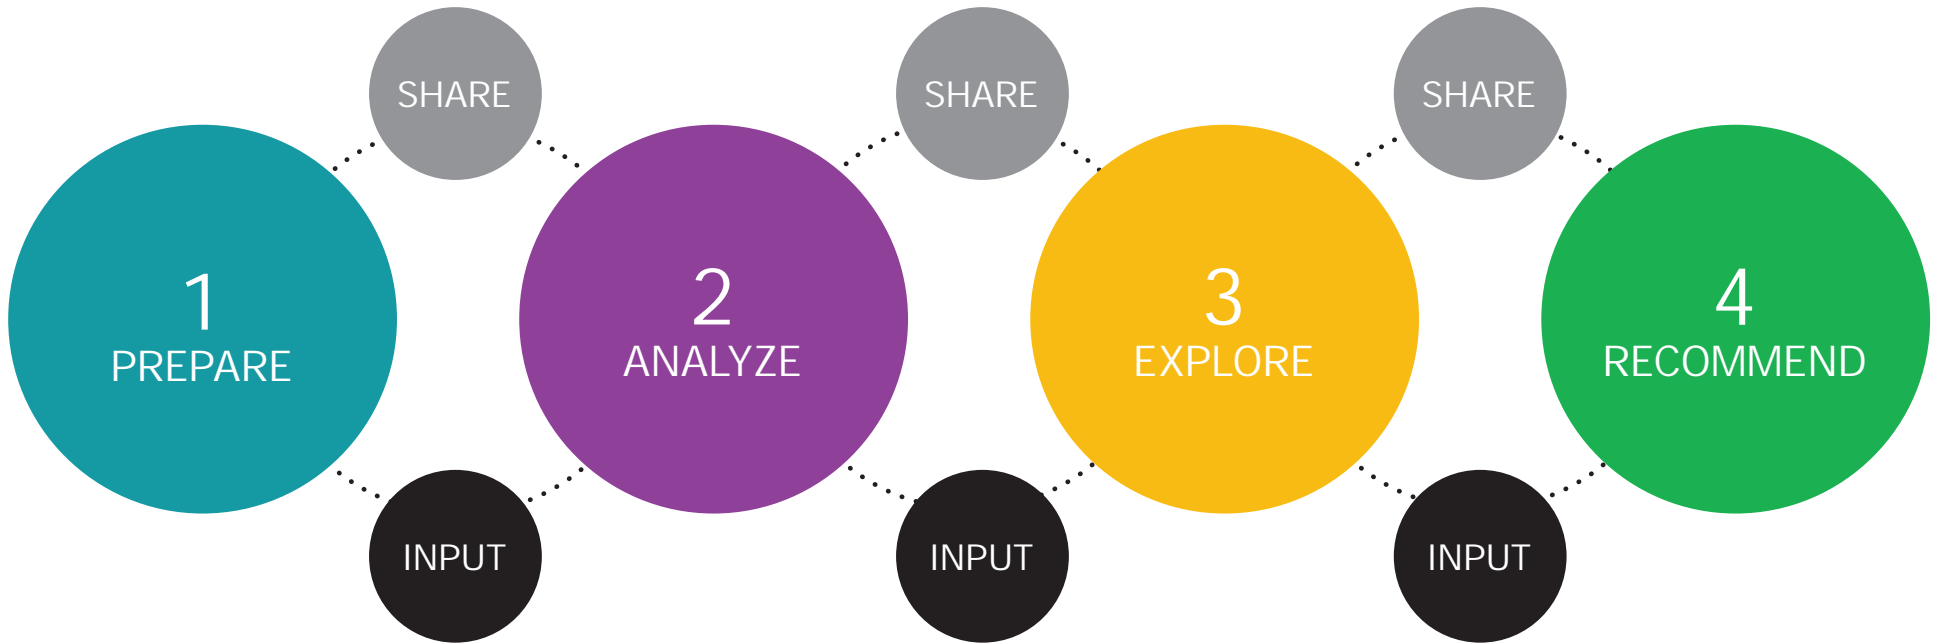 SHARE
SHARE
SHARE
1
PREPARE
2
ANALYZE
3
EXPLORE
4
RECOMMEND
INPUT
INPUT
INPUT